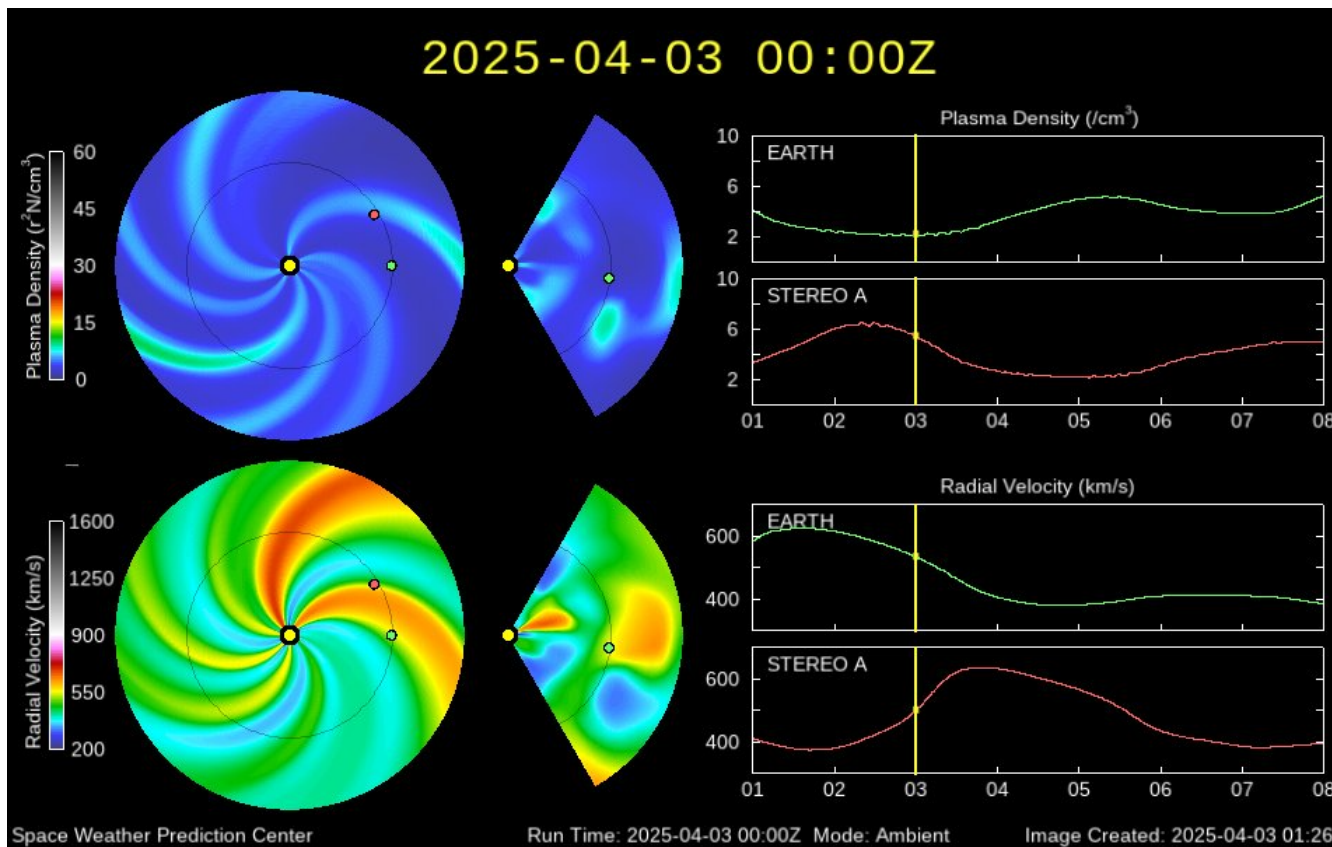 2025-04-03 00:00Z
Plasma Density (r²N/cm³)
60
45
30
15
0
Plasma Density (/cm³)
10
6
2
EARTH
10
6
2
STEREO A
01 02 03 04 05 06 07 08
Radial Velocity (km/s)
1600
1250
900
550
200
Radial Velocity (km/s)
600
400
EARTH
600
400
STEREO A
01 02 03 04 05 06 07 08
Space Weather Prediction Center
Run Time: 2025-04-03 00:00Z Mode: Ambient
Image Created: 2025-04-03 01:26